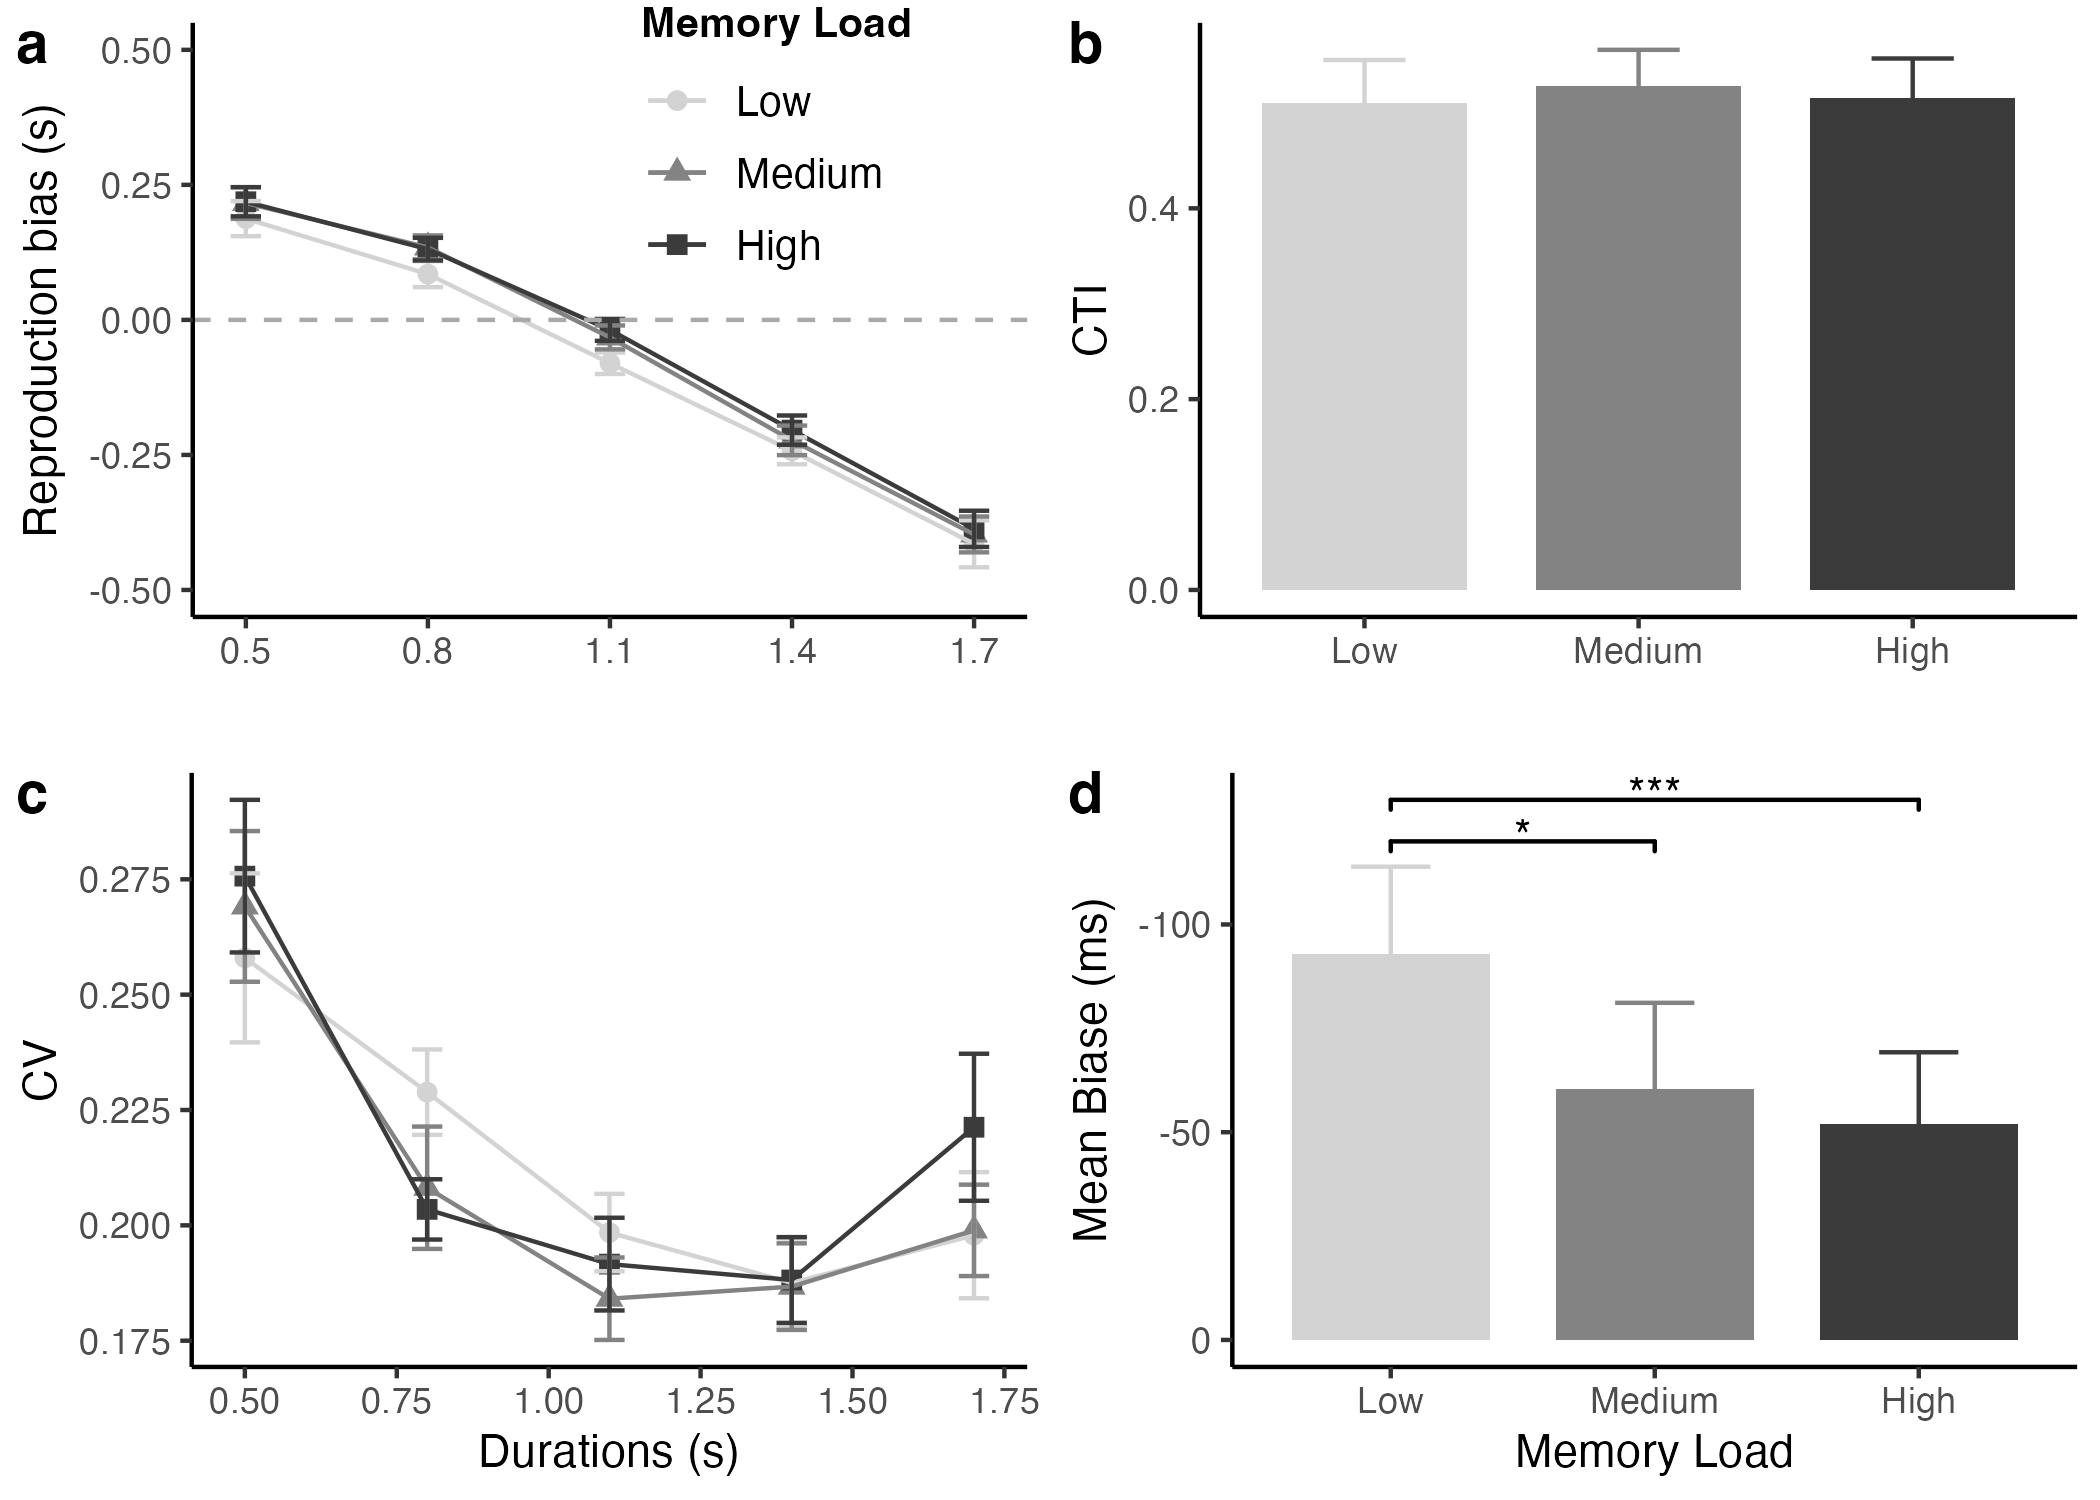 a
Memory Load
Low
Medium
High
Reproduction bias (s)
0.50
0.25
0.00
-0.25
-0.50
0.5 0.8 1.1 1.4 1.7
b
CTI
0.4
0.2
0.0
Low Medium High
c
CV
0.275
0.250
0.225
0.200
0.175
0.50 0.75 1.00 1.25 1.50 1.75
Durations (s)
d
***
*
Mean Biase (ms)
-100
-50
0
Low Medium High
Memory Load